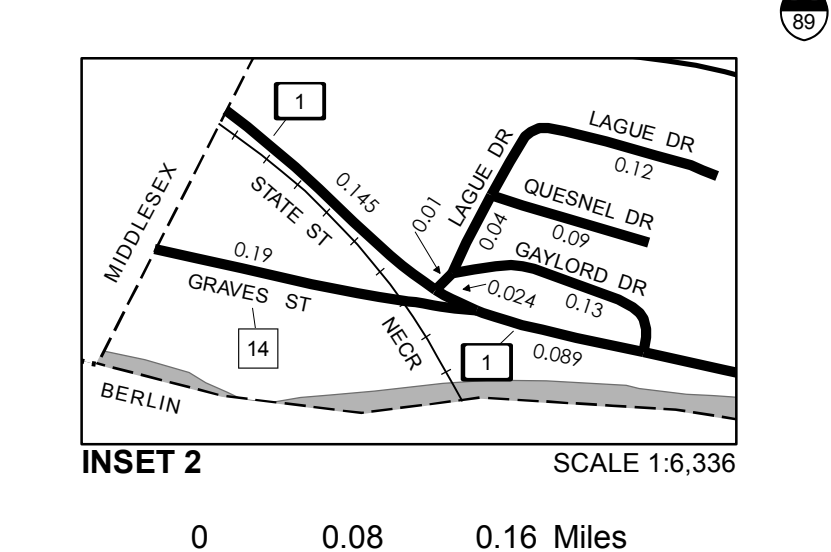 89
1
LAGUE DR
0.12
LAGUE DR
MIDDLESEX
STATE ST
0.145
0.01
QUESNEL DR
0.09
0.04
0.19
GRAVES ST
GAYLORD DR
0.13
0.024
14
NECR
1
0.089
BERLIN
INSET 2
SCALE 1:6,336
0 0.08 0.16 Miles